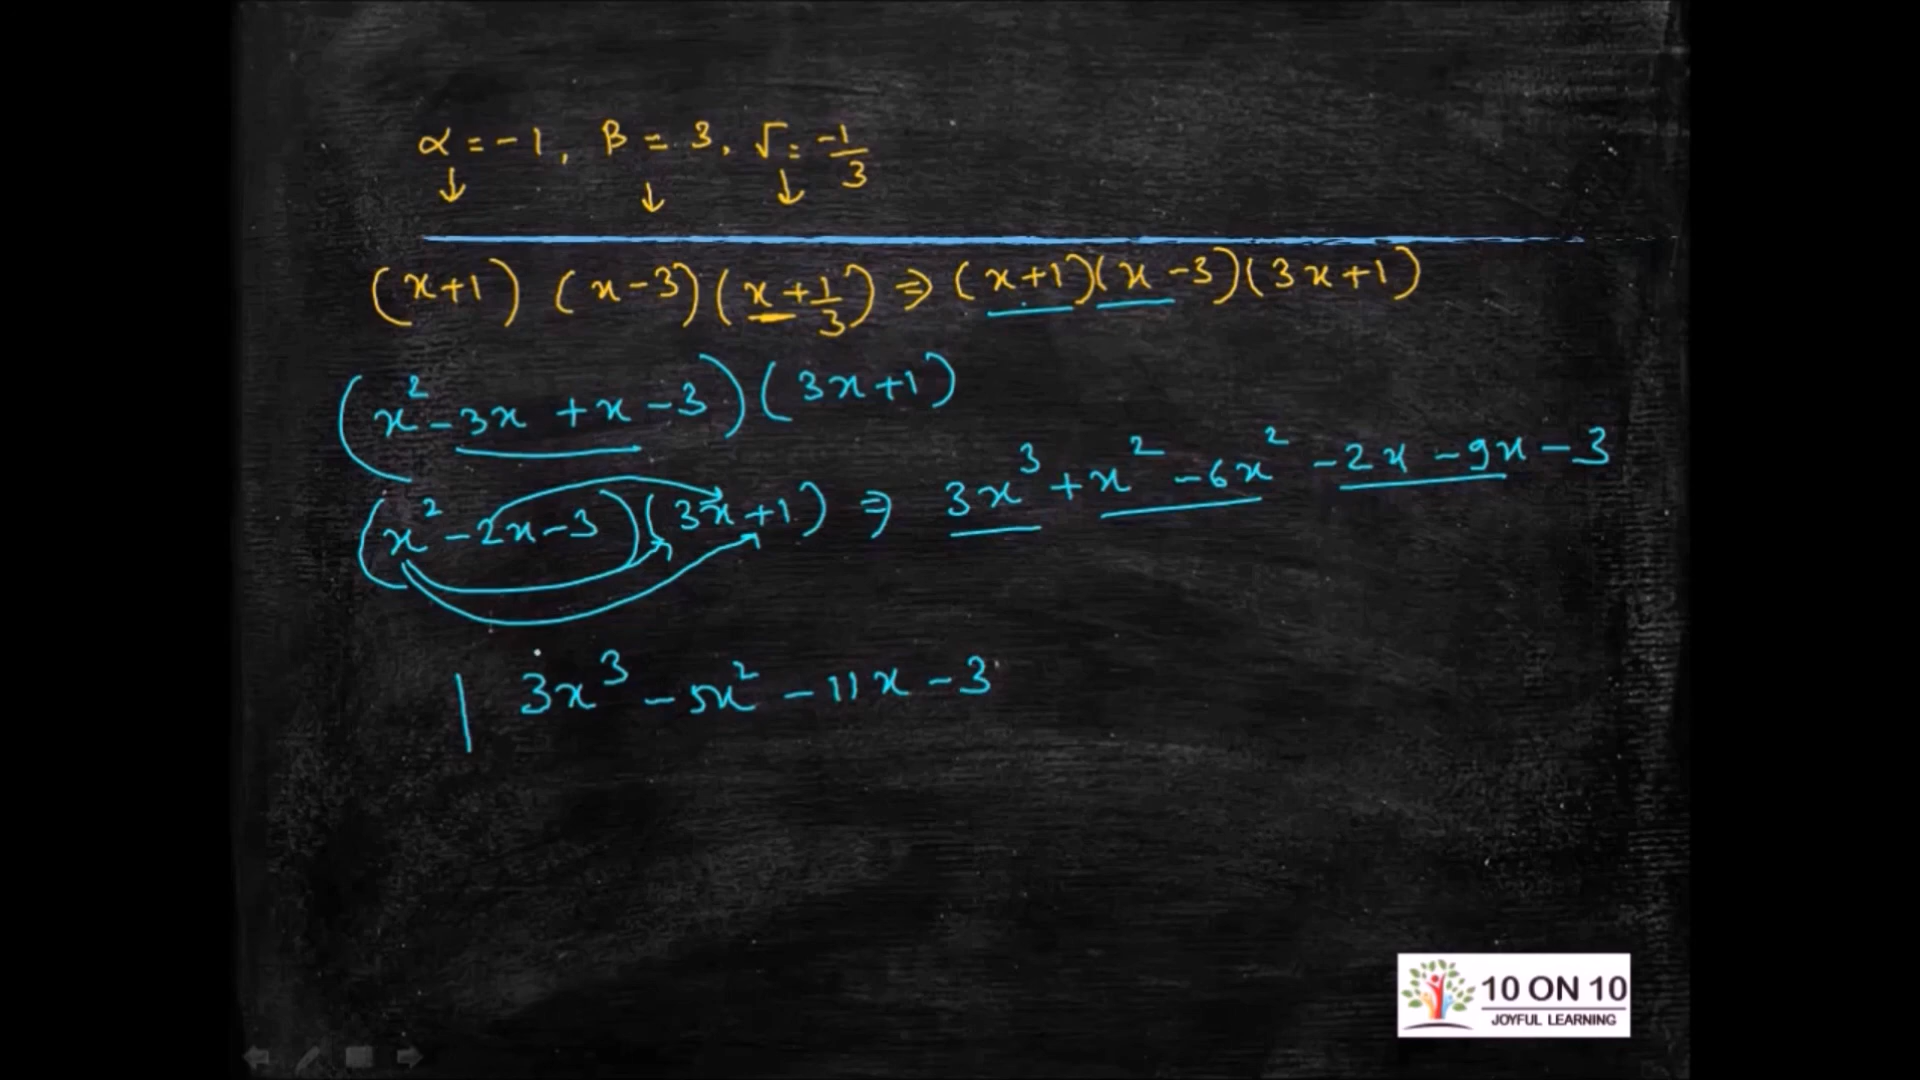 α = -1, β = 3, γ = -1/3
↓ ↓ ↓
(x+1) (x-3)(x+1/3) ⇒ (x+1)(x-3)(3x+1)
(x² - 3x + x - 3)(3x+1)
(x² - 2x - 3)(3x+1) ⇒ 3x³ + x² - 6x² - 2x - 9x - 3
| 3x³ - 5x² - 11x - 3
10 ON 10
JOYFUL LEARNING